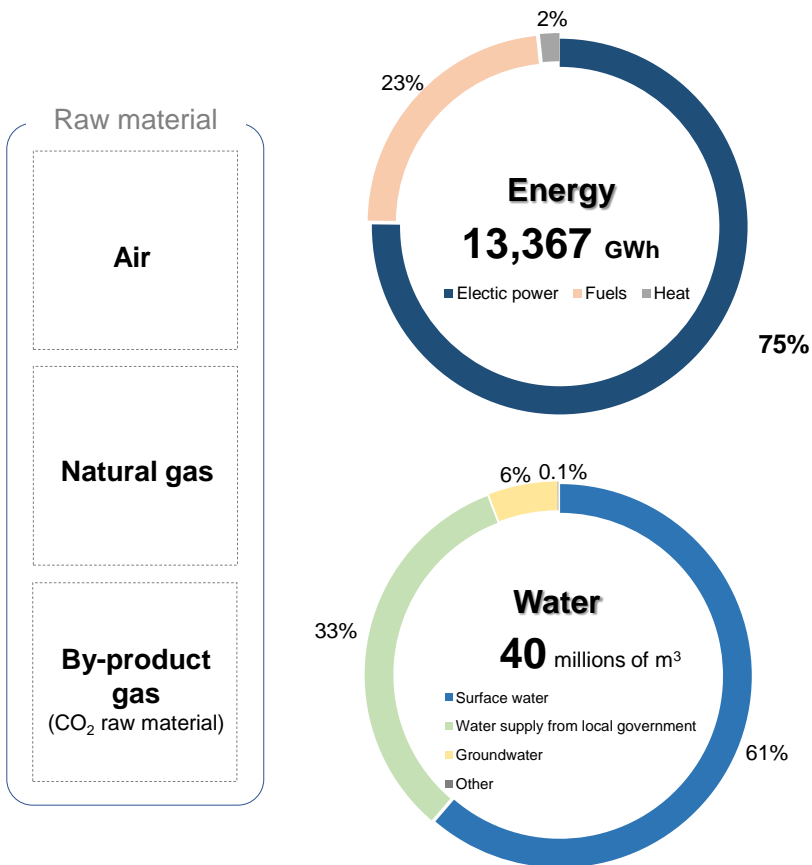 Raw material
Air
Natural gas
By-product
gas
(CO₂ raw material)
2%
23%
Energy
13,367 GWh
Electic power Fuels Heat
75%
6% 0.1%
33%
Water
40 millions of m³
Surface water
Water supply from local government
Groundwater
Other
61%